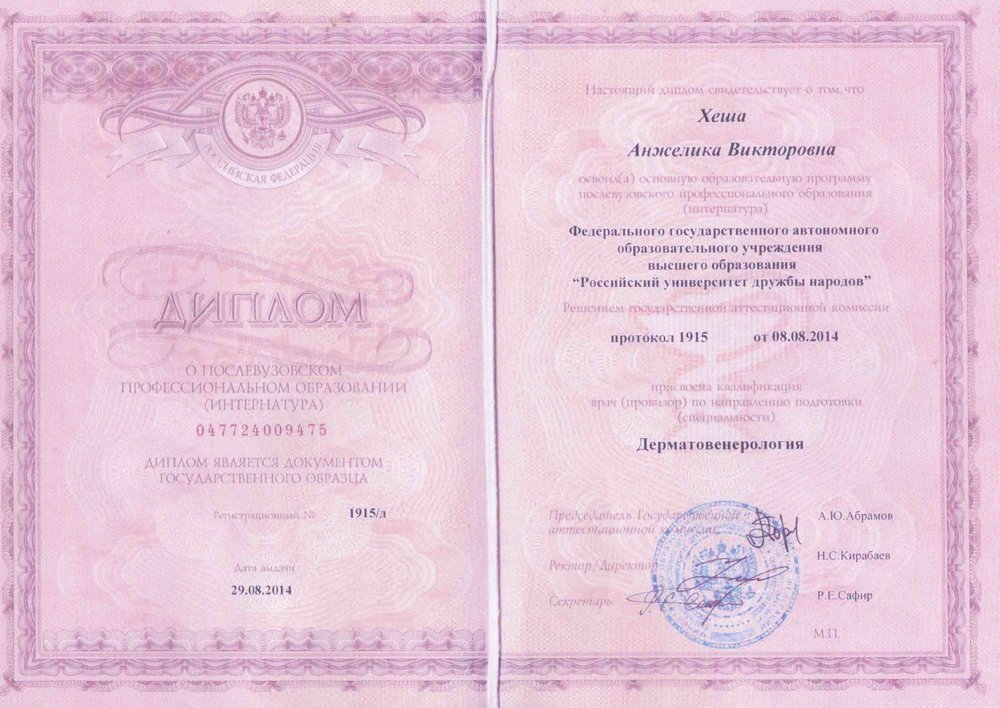 РОССИЙСКАЯ ФЕДЕРАЦИЯ
ДИПЛОМ
О ПОСЛЕВУЗОВСКОМ
ПРОФЕССИОНАЛЬНОМ ОБРАЗОВАНИИ
(ИНТЕРНАТУРА)
047724009475
ДИПЛОМ ЯВЛЯЕТСЯ ДОКУМЕНТОМ
ГОСУДАРСТВЕННОГО ОБРАЗЦА
Регистрационный № 1915/д
Дата выдачи
29.08.2014
Настоящий диплом свидетельствует о том, что
Хеша
Анжелика Викторовна
освоил(а) основную образовательную программу
послевузовского профессионального образования
(интернатура)
Федерального государственного автономного
образовательного учреждения
высшего образования
“Российский университет дружбы народов”
Решением государственной аттестационной комиссии
протокол 1915 от 08.08.2014
присвоена квалификация
врач (провизор) по направлению подготовки
(специальности)
Дерматовенерология
Председатель Государственной
аттестационной комиссии А.Ю.Абрамов
Ректор/Директор Н.С.Кирабаев
Секретарь Р.Е.Сафир
М.П.